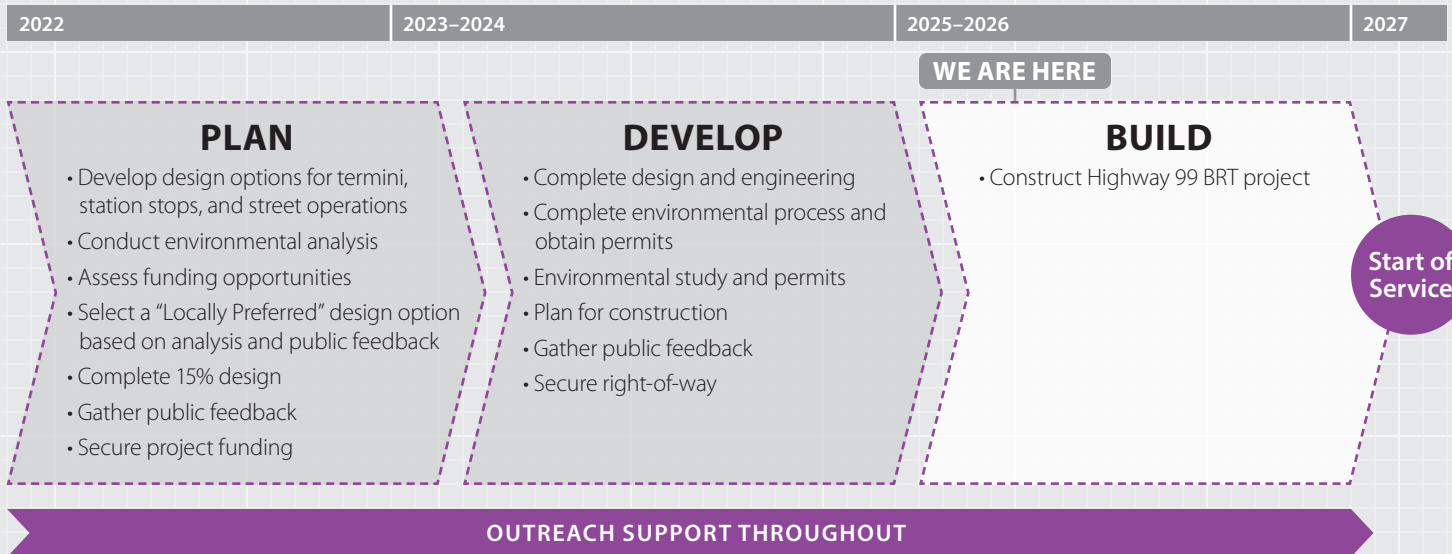 2022
2023–2024
2025–2026
2027
WE ARE HERE
PLAN
• Develop design options for termini,
station stops, and street operations
• Conduct environmental analysis
• Assess funding opportunities
• Select a “Locally Preferred” design option
based on analysis and public feedback
• Complete 15% design
• Gather public feedback
• Secure project funding
DEVELOP
• Complete design and engineering
• Complete environmental process and
obtain permits
• Environmental study and permits
• Plan for construction
• Gather public feedback
• Secure right-of-way
BUILD
• Construct Highway 99 BRT project
Start of
Service
OUTREACH SUPPORT THROUGHOUT